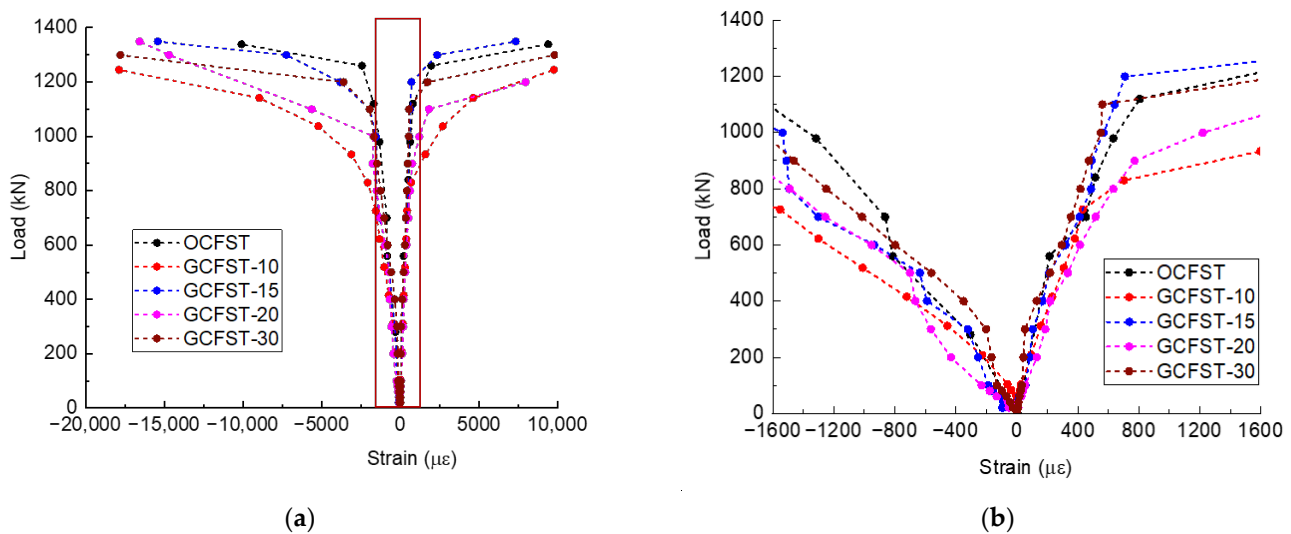 1400
1200
1000
800
600
400
200
0
Load (kN)
OCFST
GCFST-10
GCFST-15
GCFST-20
GCFST-30
−20,000 −15,000 −10,000 −5000 0 5000 10,000
Strain (με)
(a)
1400
1200
1000
800
600
400
200
0
Load (kN)
OCFST
GCFST-10
GCFST-15
GCFST-20
GCFST-30
−1600 −1200 −800 −400 0 400 800 1200 1600
Strain (με)
(b)